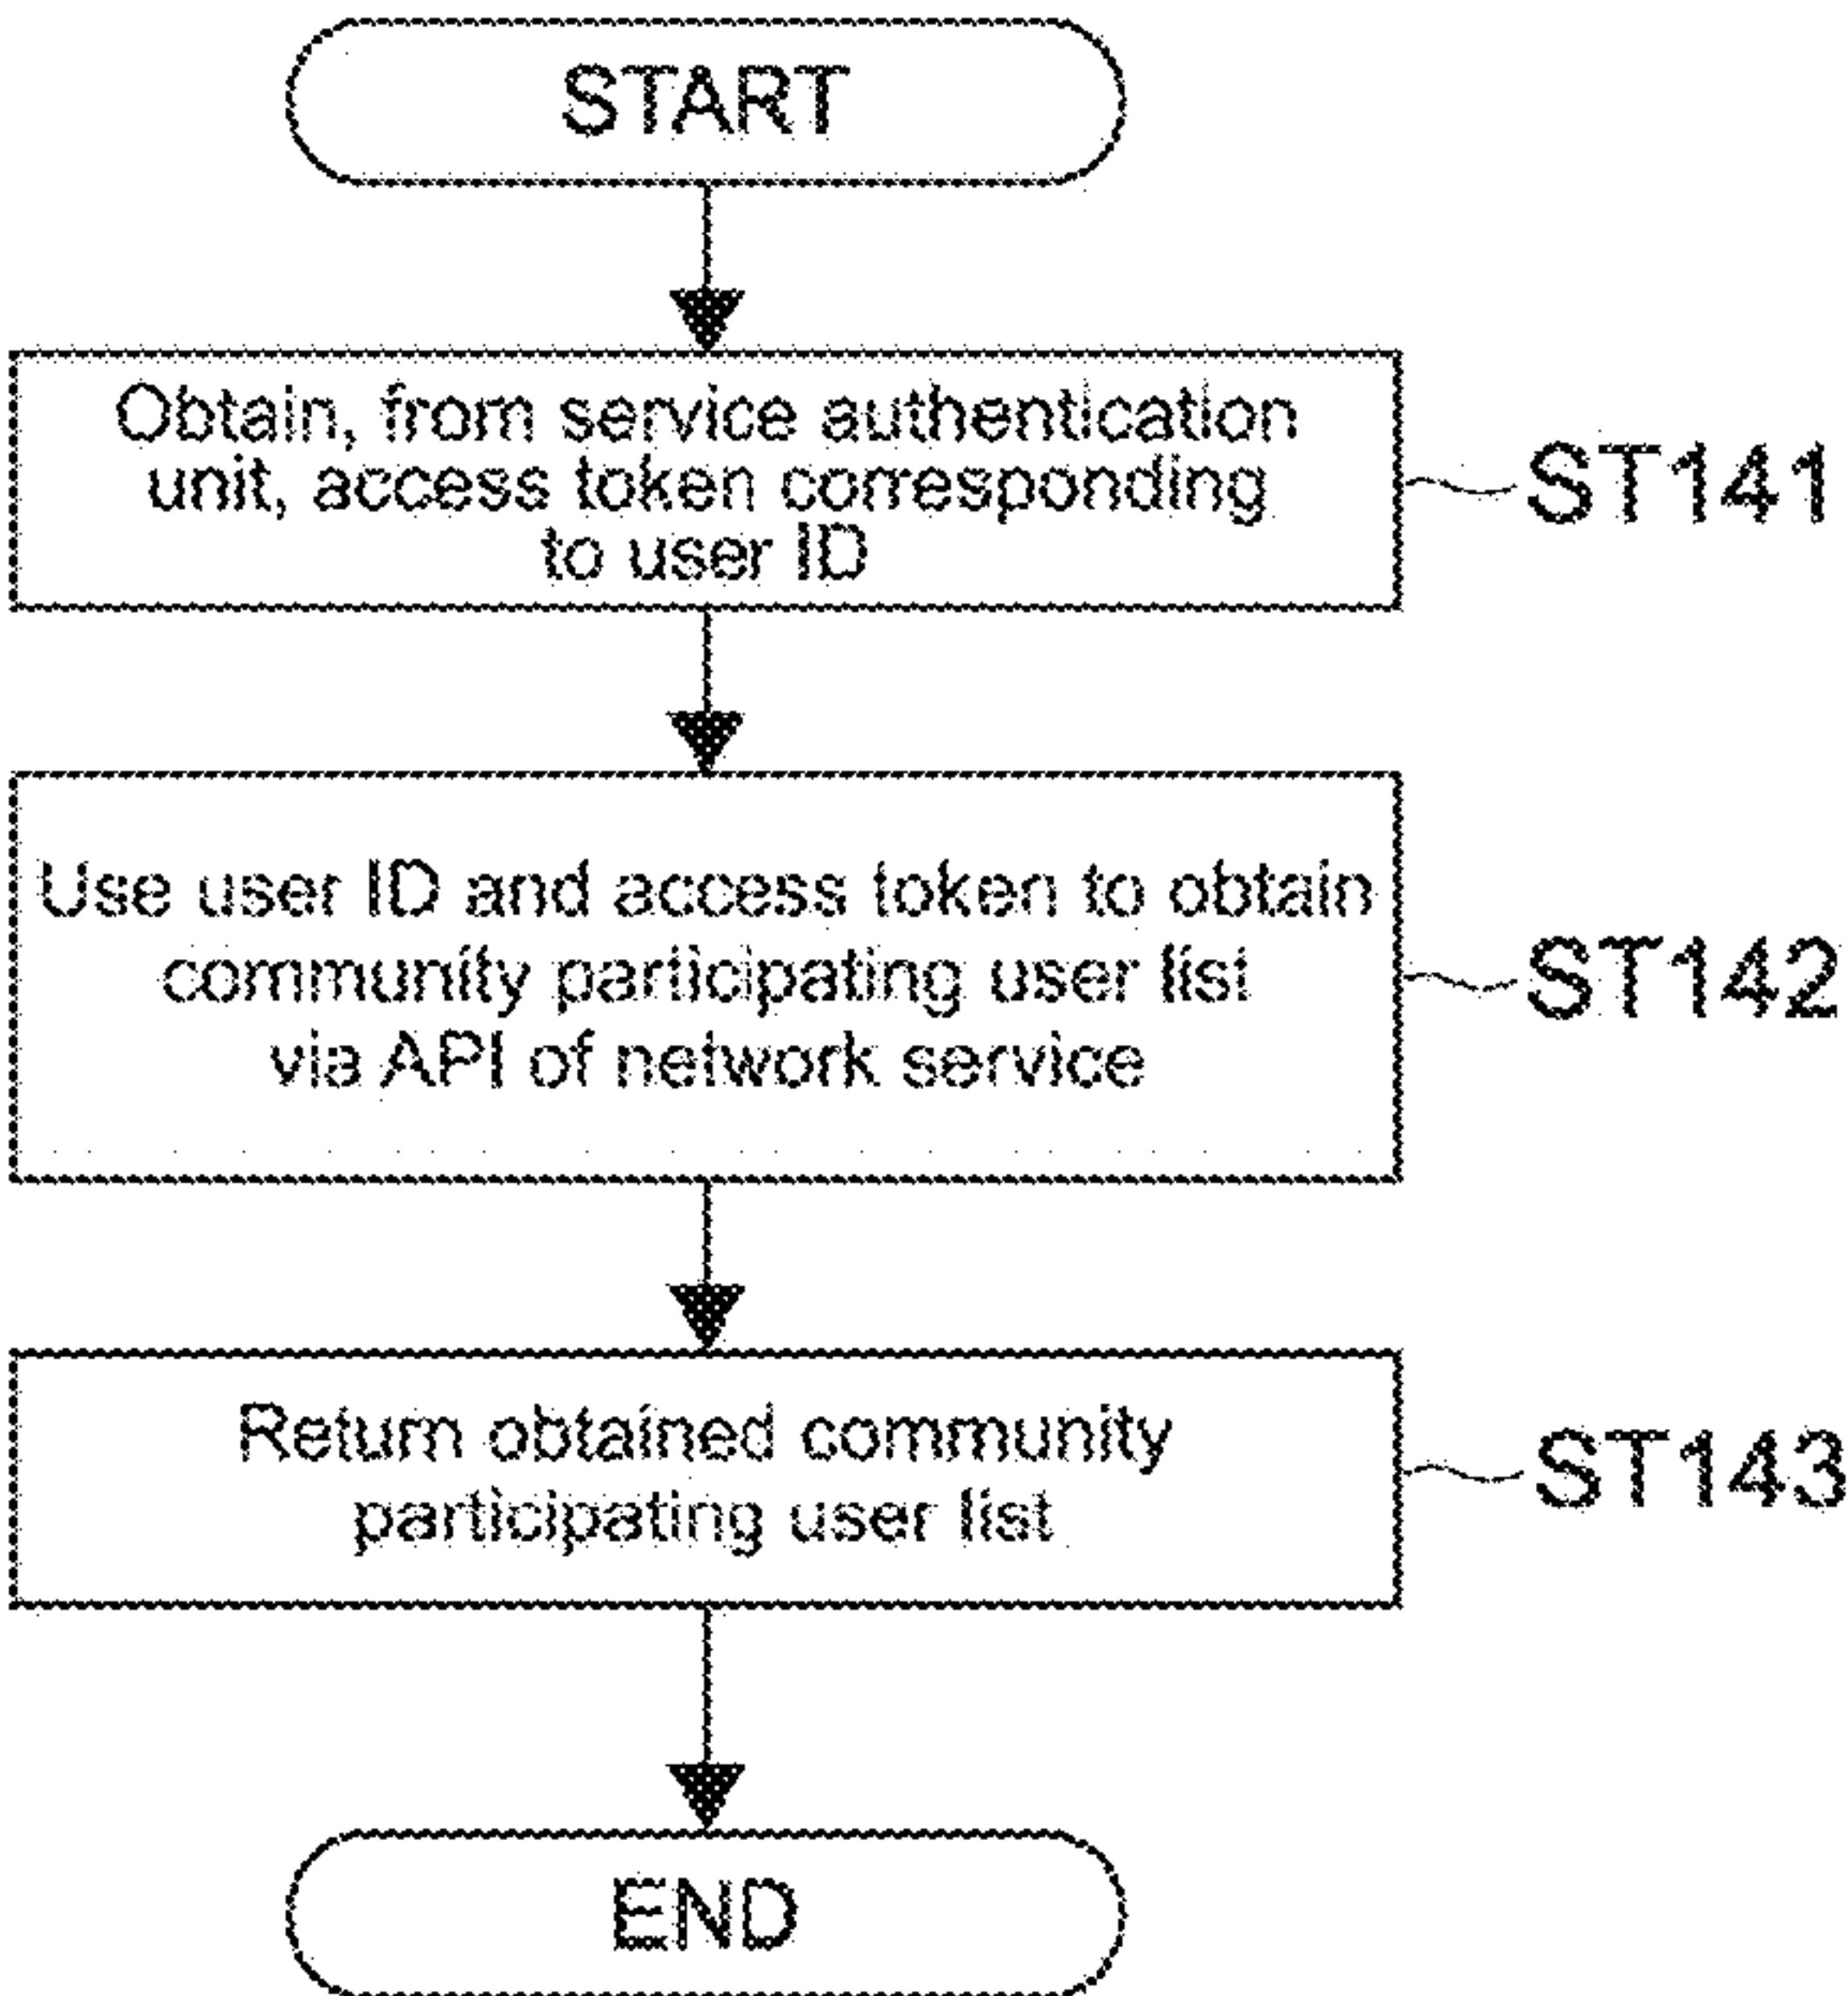 START
Obtain, from service authentication
unit, access token corresponding
to user ID
ST141
Use user ID and access token to obtain
community participating user list
via API of network service
ST142
Return obtained community
participating user list
ST143
END